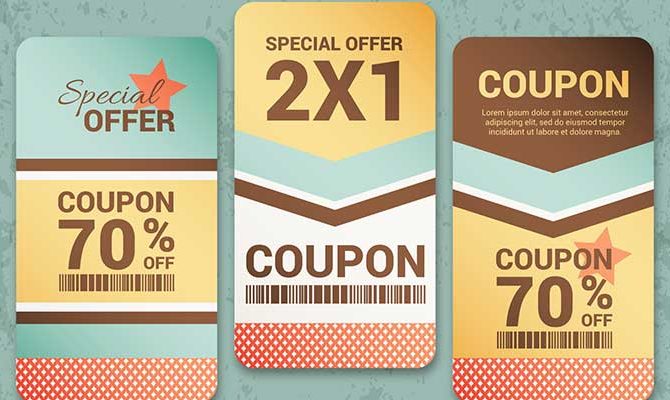 Special
OFFER
COUPON
70%
OFF
SPECIAL OFFER
2X1
COUPON
COUPON
Lorem ipsum dolor sit amet, consectetur
adipiscing elit, sed do eiusmod tempor
incididunt ut labore et dolore magna.
COUPON
70%
OFF